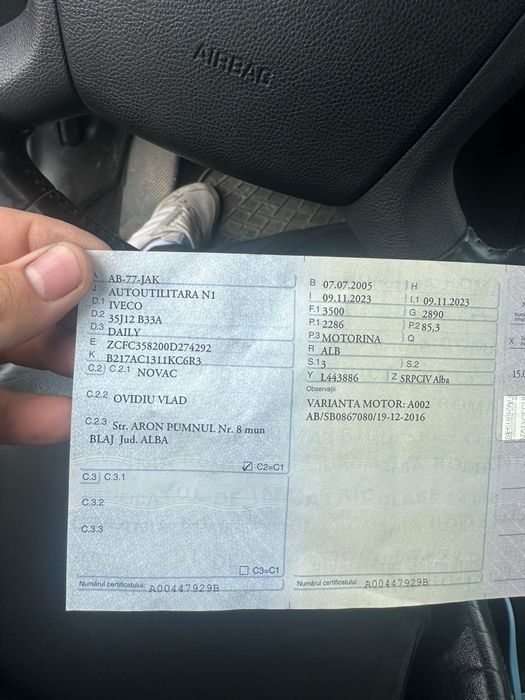 AIRBAG
A AB-77-JAK
J AUTOUTILITARA N1
D.1 IVECO
D.2 35J12 B33A
D.3 DAILY
E ZCFC358200D274292
K B217AC1311KC6R3
C.2 C.2.1 NOVAC
C.2.2 OVIDIU VLAD
C.2.3 Str. ARON PUMNUL Nr. 8 mun
BLAJ Jud. ALBA
C2=C1
C.3 C.3.1
C.3.2
C.3.3
C3=C1
Numărul certificatului: A00447929B
B 07.07.2005 H
I 09.11.2023 I.1 09.11.2023
F.1 3500 G 2890
P.1 2286 P.2 85,3
P.3 MOTORINA Q
R ALB
S.1 3 S.2
Y L443886 Z SRPCIV Alba
Observații
VARIANTA MOTOR: A002
AB/SB0867080/19-12-2016
Numărul certificatului: A00447929B
X
15.0